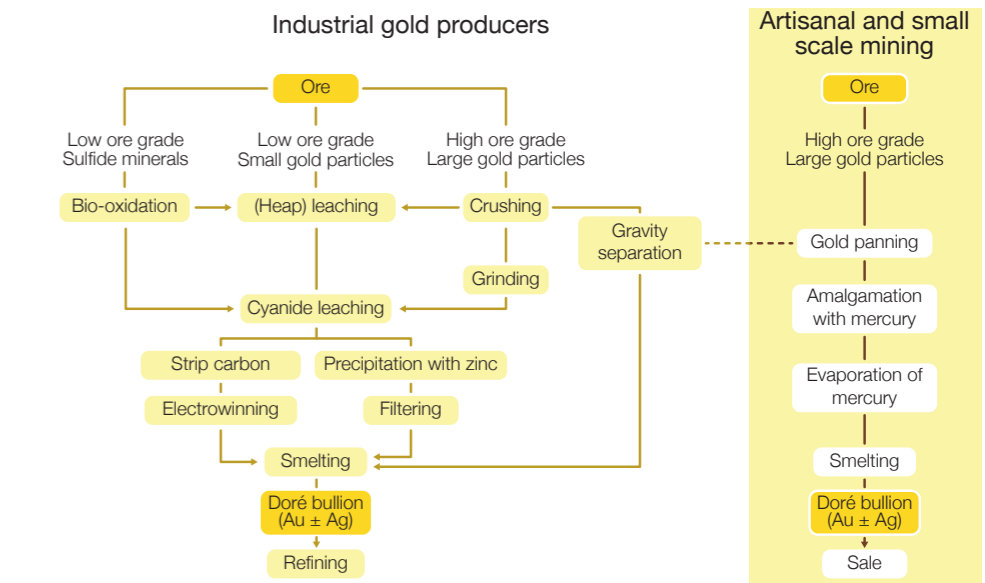 Industrial gold producers
Ore
Low ore grade
Sulfide minerals
Low ore grade
Small gold particles
High ore grade
Large gold particles
Bio-oxidation
(Heap) leaching
Crushing
Gravity
separation
Grinding
Cyanide leaching
Strip carbon
Precipitation with zinc
Electrowinning
Filtering
Smelting
Doré bullion
(Au ± Ag)
Refining
Artisanal and small
scale mining
Ore
High ore grade
Large gold particles
Gold panning
Amalgamation
with mercury
Evaporation of
mercury
Smelting
Doré bullion
(Au ± Ag)
Sale